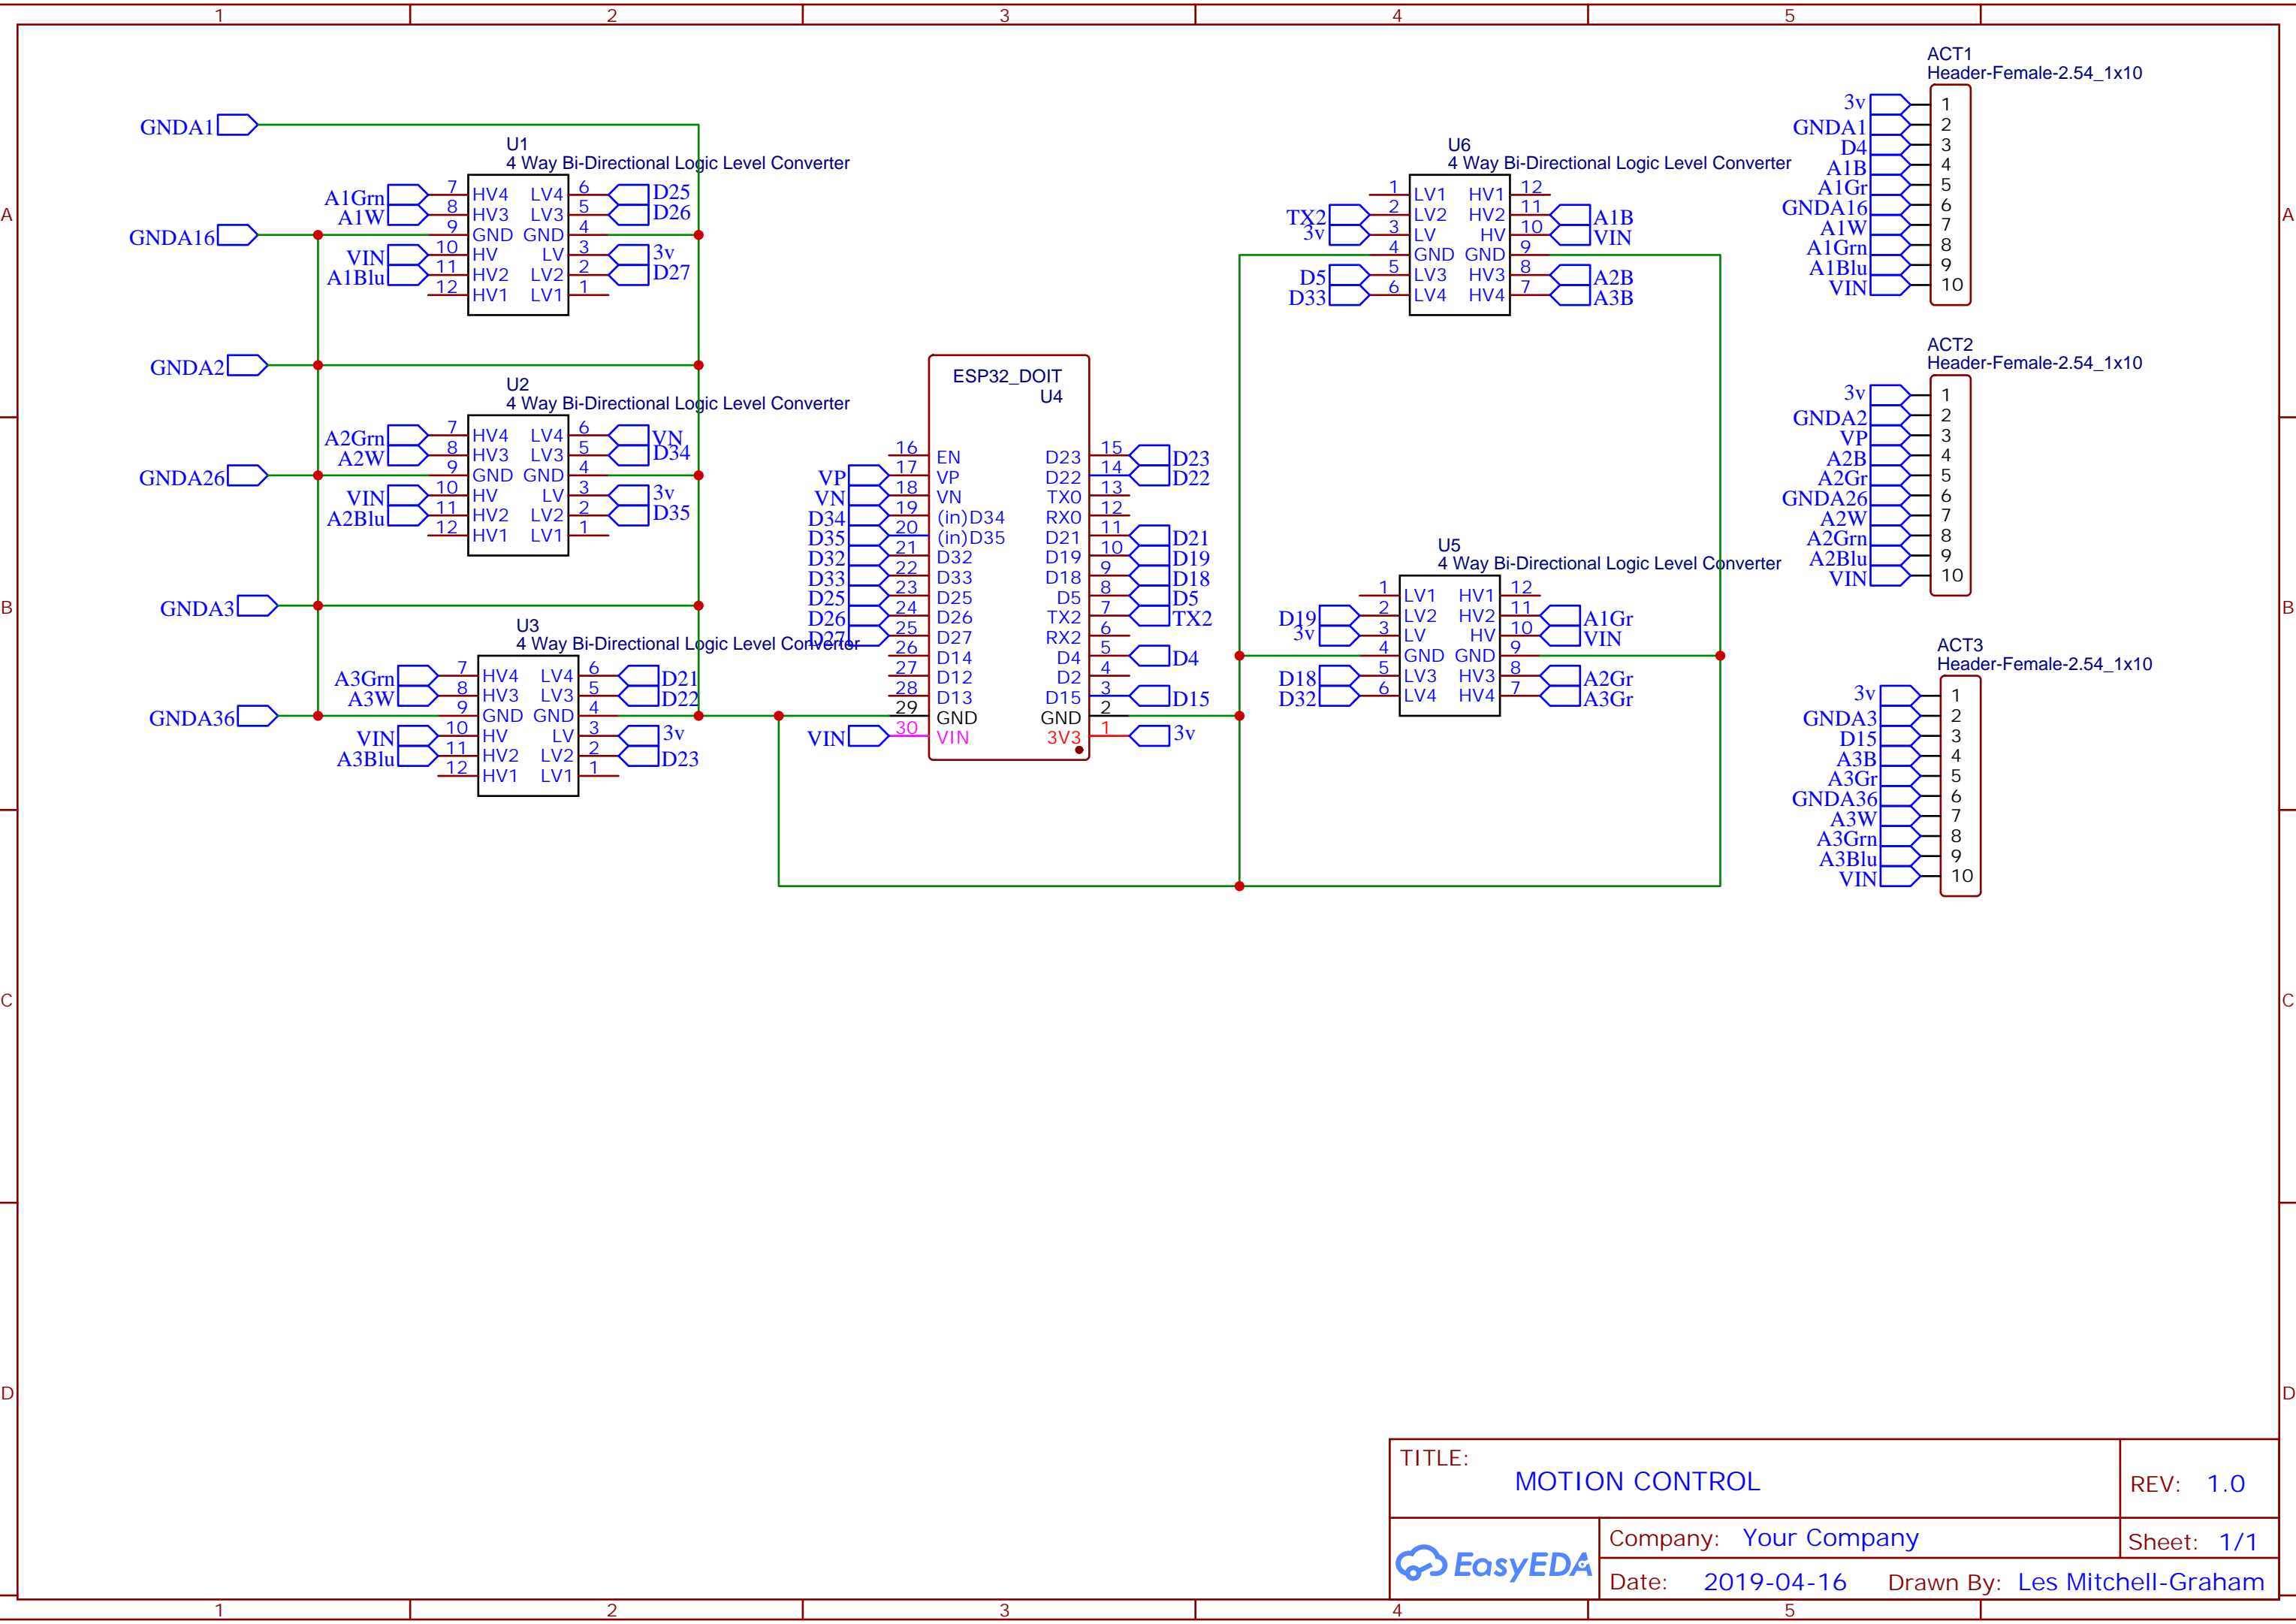 1 2 3 4 5
A
B
C
D
A
B
C
D
GNDA1
GNDA16
GNDA2
GNDA26
GNDA3
GNDA36
U1
4 Way Bi-Directional Logic Level Converter
A1Grn 7 HV4 LV4 6 D25
A1W 8 HV3 LV3 5 D26
9 GND GND 4
VIN 10 HV LV 3 3v
A1Blu 11 HV2 LV2 2 D27
12 HV1 LV1 1
U2
4 Way Bi-Directional Logic Level Converter
A2Grn 7 HV4 LV4 6 VN
A2W 8 HV3 LV3 5 D34
9 GND GND 4
VIN 10 HV LV 3 3v
A2Blu 11 HV2 LV2 2 D35
12 HV1 LV1 1
U3
4 Way Bi-Directional Logic Level Converter
A3Grn 7 HV4 LV4 6 D21
A3W 8 HV3 LV3 5 D22
9 GND GND 4
VIN 10 HV LV 3 3v
A3Blu 11 HV2 LV2 2 D23
12 HV1 LV1 1
ESP32_DOIT
U4
16 EN D23 15 D23
VP 17 VP D22 14 D22
VN 18 VN TX0 13
D34 19 (in)D34 RX0 12
D35 20 (in)D35 D21 11 D21
D32 21 D32 D19 10 D19
D33 22 D33 D18 9 D18
D25 23 D25 D5 8 D5
D26 24 D26 TX2 7 TX2
D27 25 D27 RX2 6
26 D14 D4 5 D4
27 D12 D2 4
28 D13 D15 3 D15
29 GND GND 2
VIN 30 VIN 3V3 1 3v
U6
4 Way Bi-Directional Logic Level Converter
1 LV1 HV1 12
TX2 2 LV2 HV2 11 A1B
3v 3 LV HV 10 VIN
4 GND GND 9
D5 5 LV3 HV3 8 A2B
D33 6 LV4 HV4 7 A3B
U5
4 Way Bi-Directional Logic Level Converter
1 LV1 HV1 12
D19 2 LV2 HV2 11 A1Gr
3v 3 LV HV 10 VIN
4 GND GND 9
D18 5 LV3 HV3 8 A2Gr
D32 6 LV4 HV4 7 A3Gr
ACT1
Header-Female-2.54_1x10
3v 1
GNDA1 2
D4 3
A1B 4
A1Gr 5
GNDA16 6
A1W 7
A1Grn 8
A1Blu 9
VIN 10
ACT2
Header-Female-2.54_1x10
3v 1
GNDA2 2
VP 3
A2B 4
A2Gr 5
GNDA26 6
A2W 7
A2Grn 8
A2Blu 9
VIN 10
ACT3
Header-Female-2.54_1x10
3v 1
GNDA3 2
D15 3
A3B 4
A3Gr 5
GNDA36 6
A3W 7
A3Grn 8
A3Blu 9
VIN 10
TITLE:
MOTION CONTROL
REV: 1.0
EasyEDA
Company: Your Company
Sheet: 1/1
Date: 2019-04-16 Drawn By: Les Mitchell-Graham
1 2 3 4 5